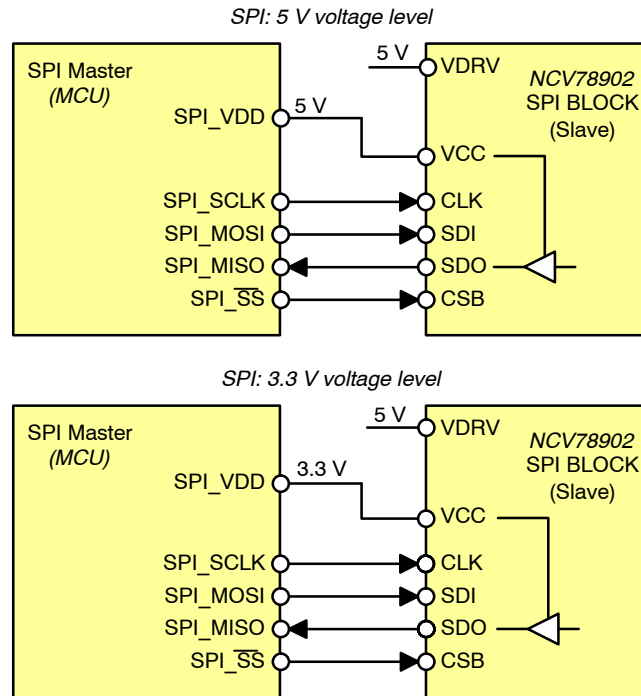 SPI: 5 V voltage level
SPI Master
(MCU)
5 V
VDRV
NCV78902
SPI BLOCK
(Slave)
SPI_VDD
5 V
VCC
SPI_SCLK
CLK
SPI_MOSI
SDI
SPI_MISO
SDO
SPI_S̅S̅
CSB
SPI: 3.3 V voltage level
SPI Master
(MCU)
5 V
VDRV
NCV78902
SPI BLOCK
(Slave)
SPI_VDD
3.3 V
VCC
SPI_SCLK
CLK
SPI_MOSI
SDI
SPI_MISO
SDO
SPI_S̅S̅
CSB